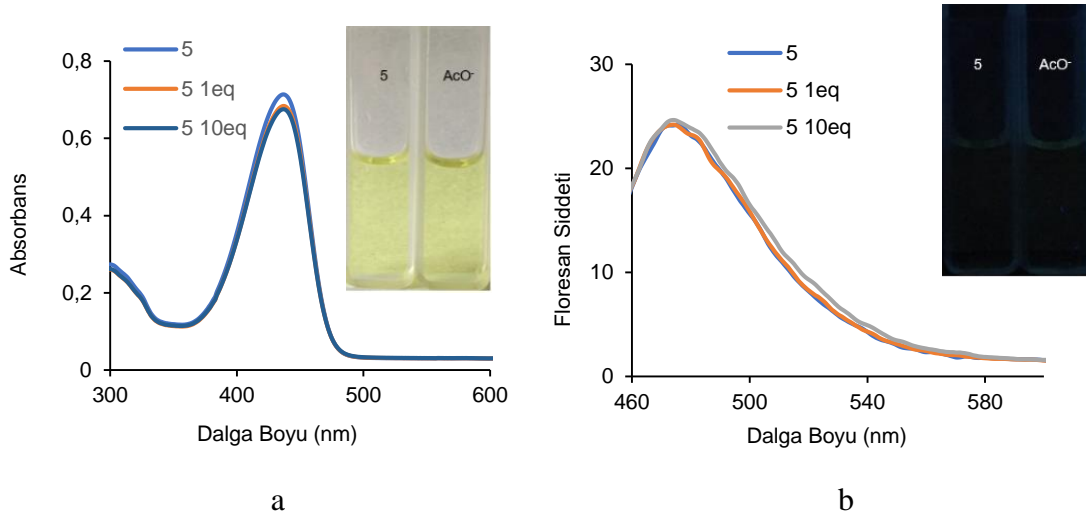 5
5 1eq
5 10eq
Absorbans
0,8
0,6
0,4
0,2
0
300
400
500
600
Dalga Boyu (nm)
5
AcO⁻
a
5
5 1eq
5 10eq
Floresan Siddeti
30
20
10
0
460
500
540
580
Dalga Boyu (nm)
5
AcO⁻
b